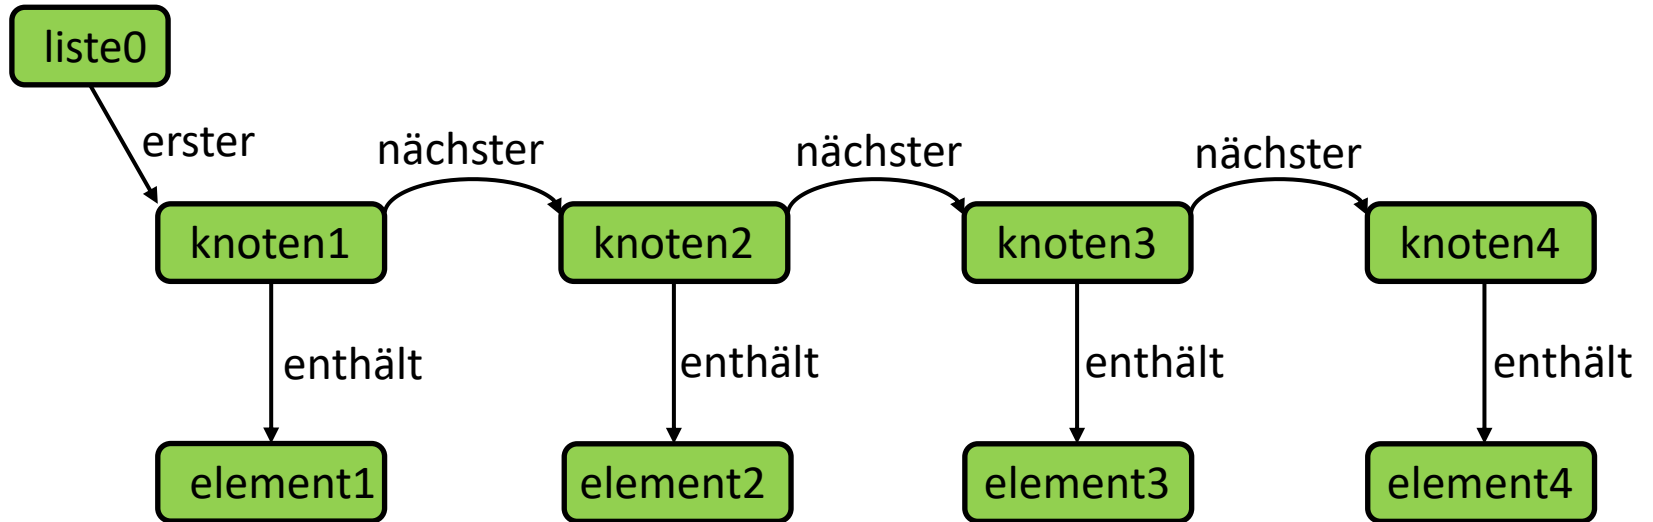 liste0
erster
nächster
nächster
nächster
knoten1
knoten2
knoten3
knoten4
enthält
enthält
enthält
enthält
element1
element2
element3
element4